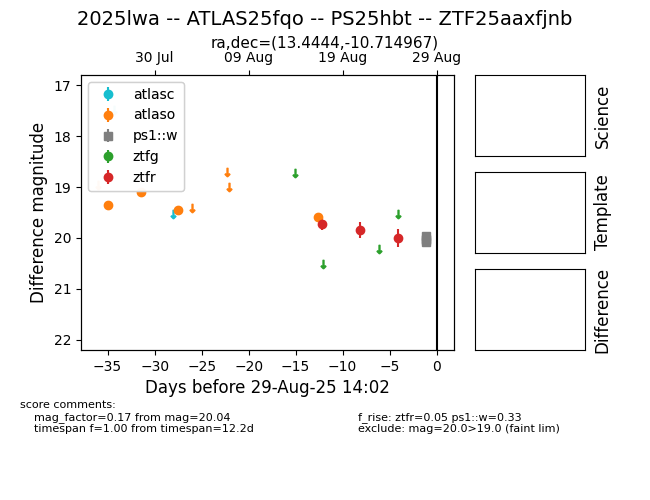 2025lwa -- ATLAS25fqo -- PS25hbt -- ZTF25aaxfjnb
ra,dec=(13.4444,-10.714967)
30 Jul 09 Aug 19 Aug 29 Aug
17
18
19
20
21
22
Difference magnitude
atlasc
atlaso
ps1::w
ztfg
ztfr
−35 −30 −25 −20 −15 −10 −5 0
Days before 29-Aug-25 14:02
Science
Template
Difference
score comments:
mag_factor=0.17 from mag=20.04
timespan f=1.00 from timespan=12.2d
f_rise: ztfr=0.05 ps1::w=0.33
exclude: mag=20.0>19.0 (faint lim)